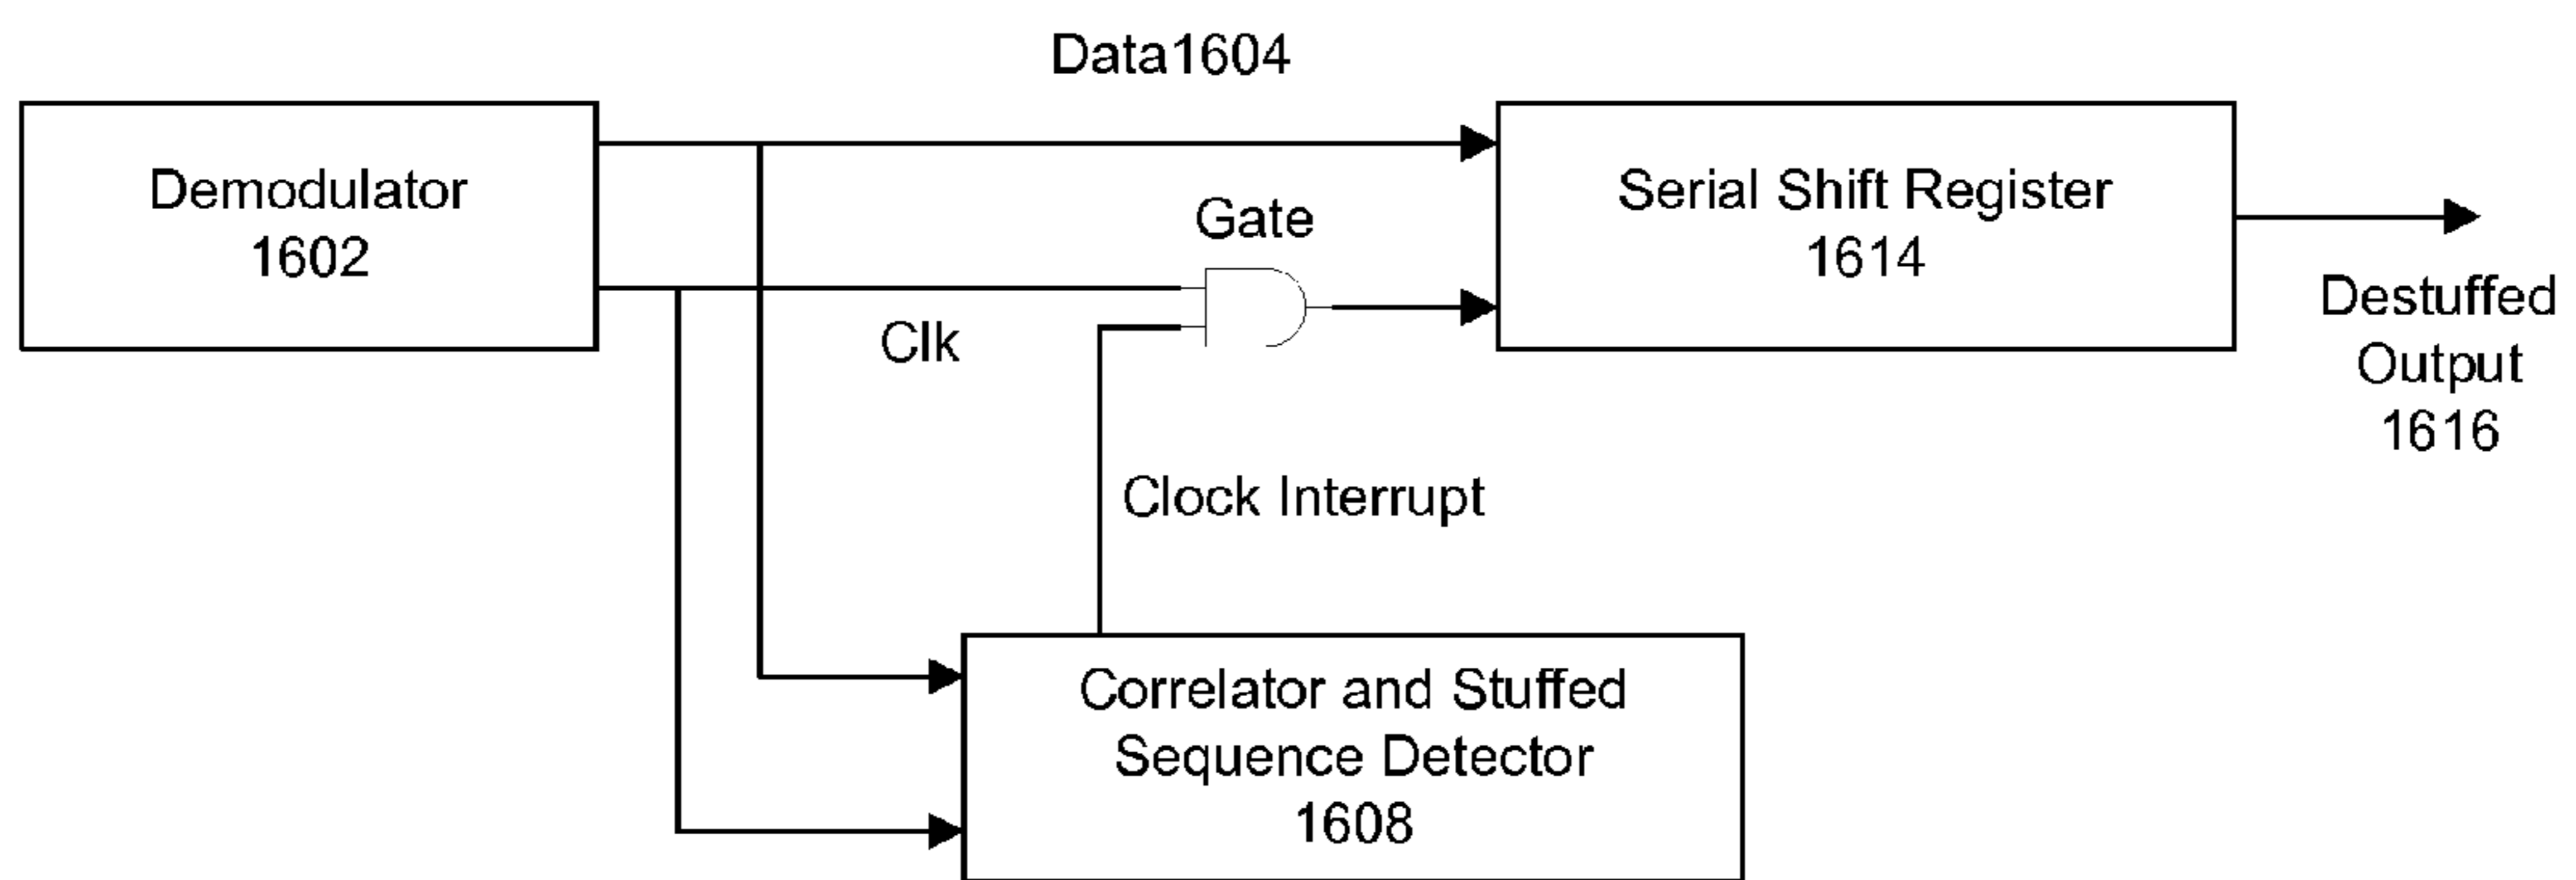 Data1604
Demodulator
1602
Gate
Serial Shift Register
1614
Clk
Destuffed
Output
1616
Clock Interrupt
Correlator and Stuffed
Sequence Detector
1608